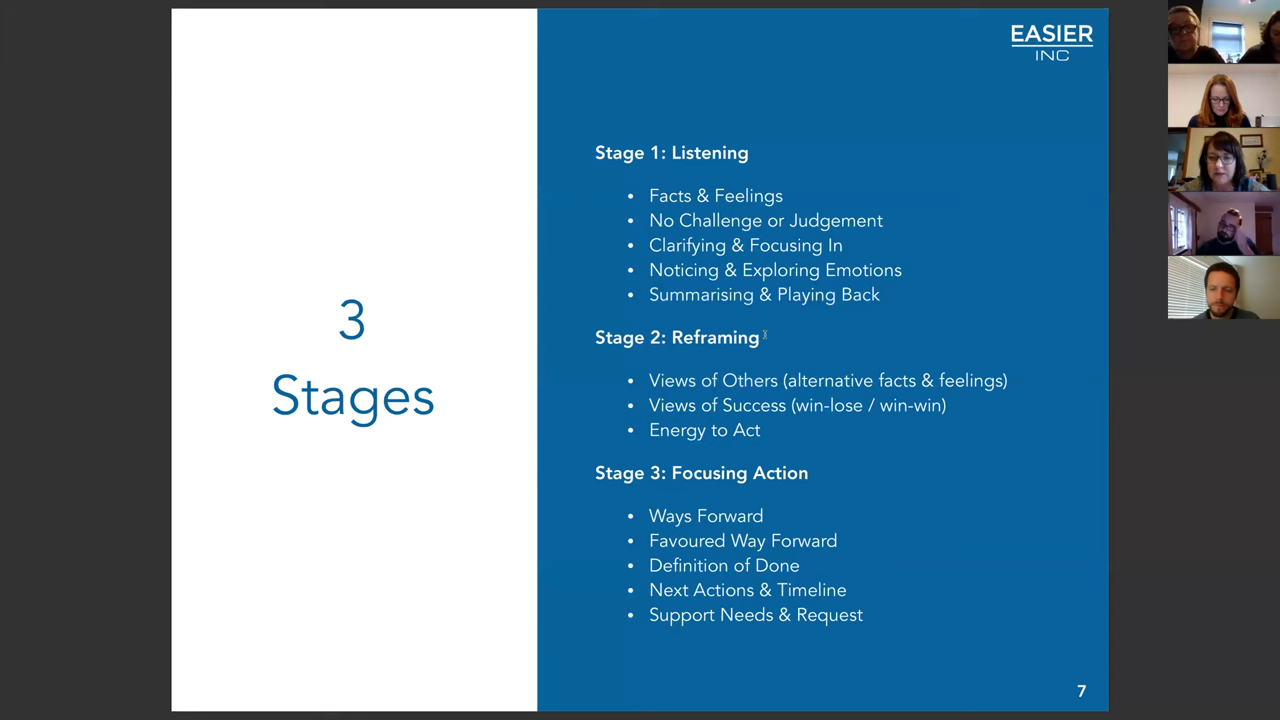 EASIER
INC
3
Stages
Stage 1: Listening
• Facts & Feelings
• No Challenge or Judgement
• Clarifying & Focusing In
• Noticing & Exploring Emotions
• Summarising & Playing Back
Stage 2: Reframing
• Views of Others (alternative facts & feelings)
• Views of Success (win-lose / win-win)
• Energy to Act
Stage 3: Focusing Action
• Ways Forward
• Favoured Way Forward
• Definition of Done
• Next Actions & Timeline
• Support Needs & Request
7